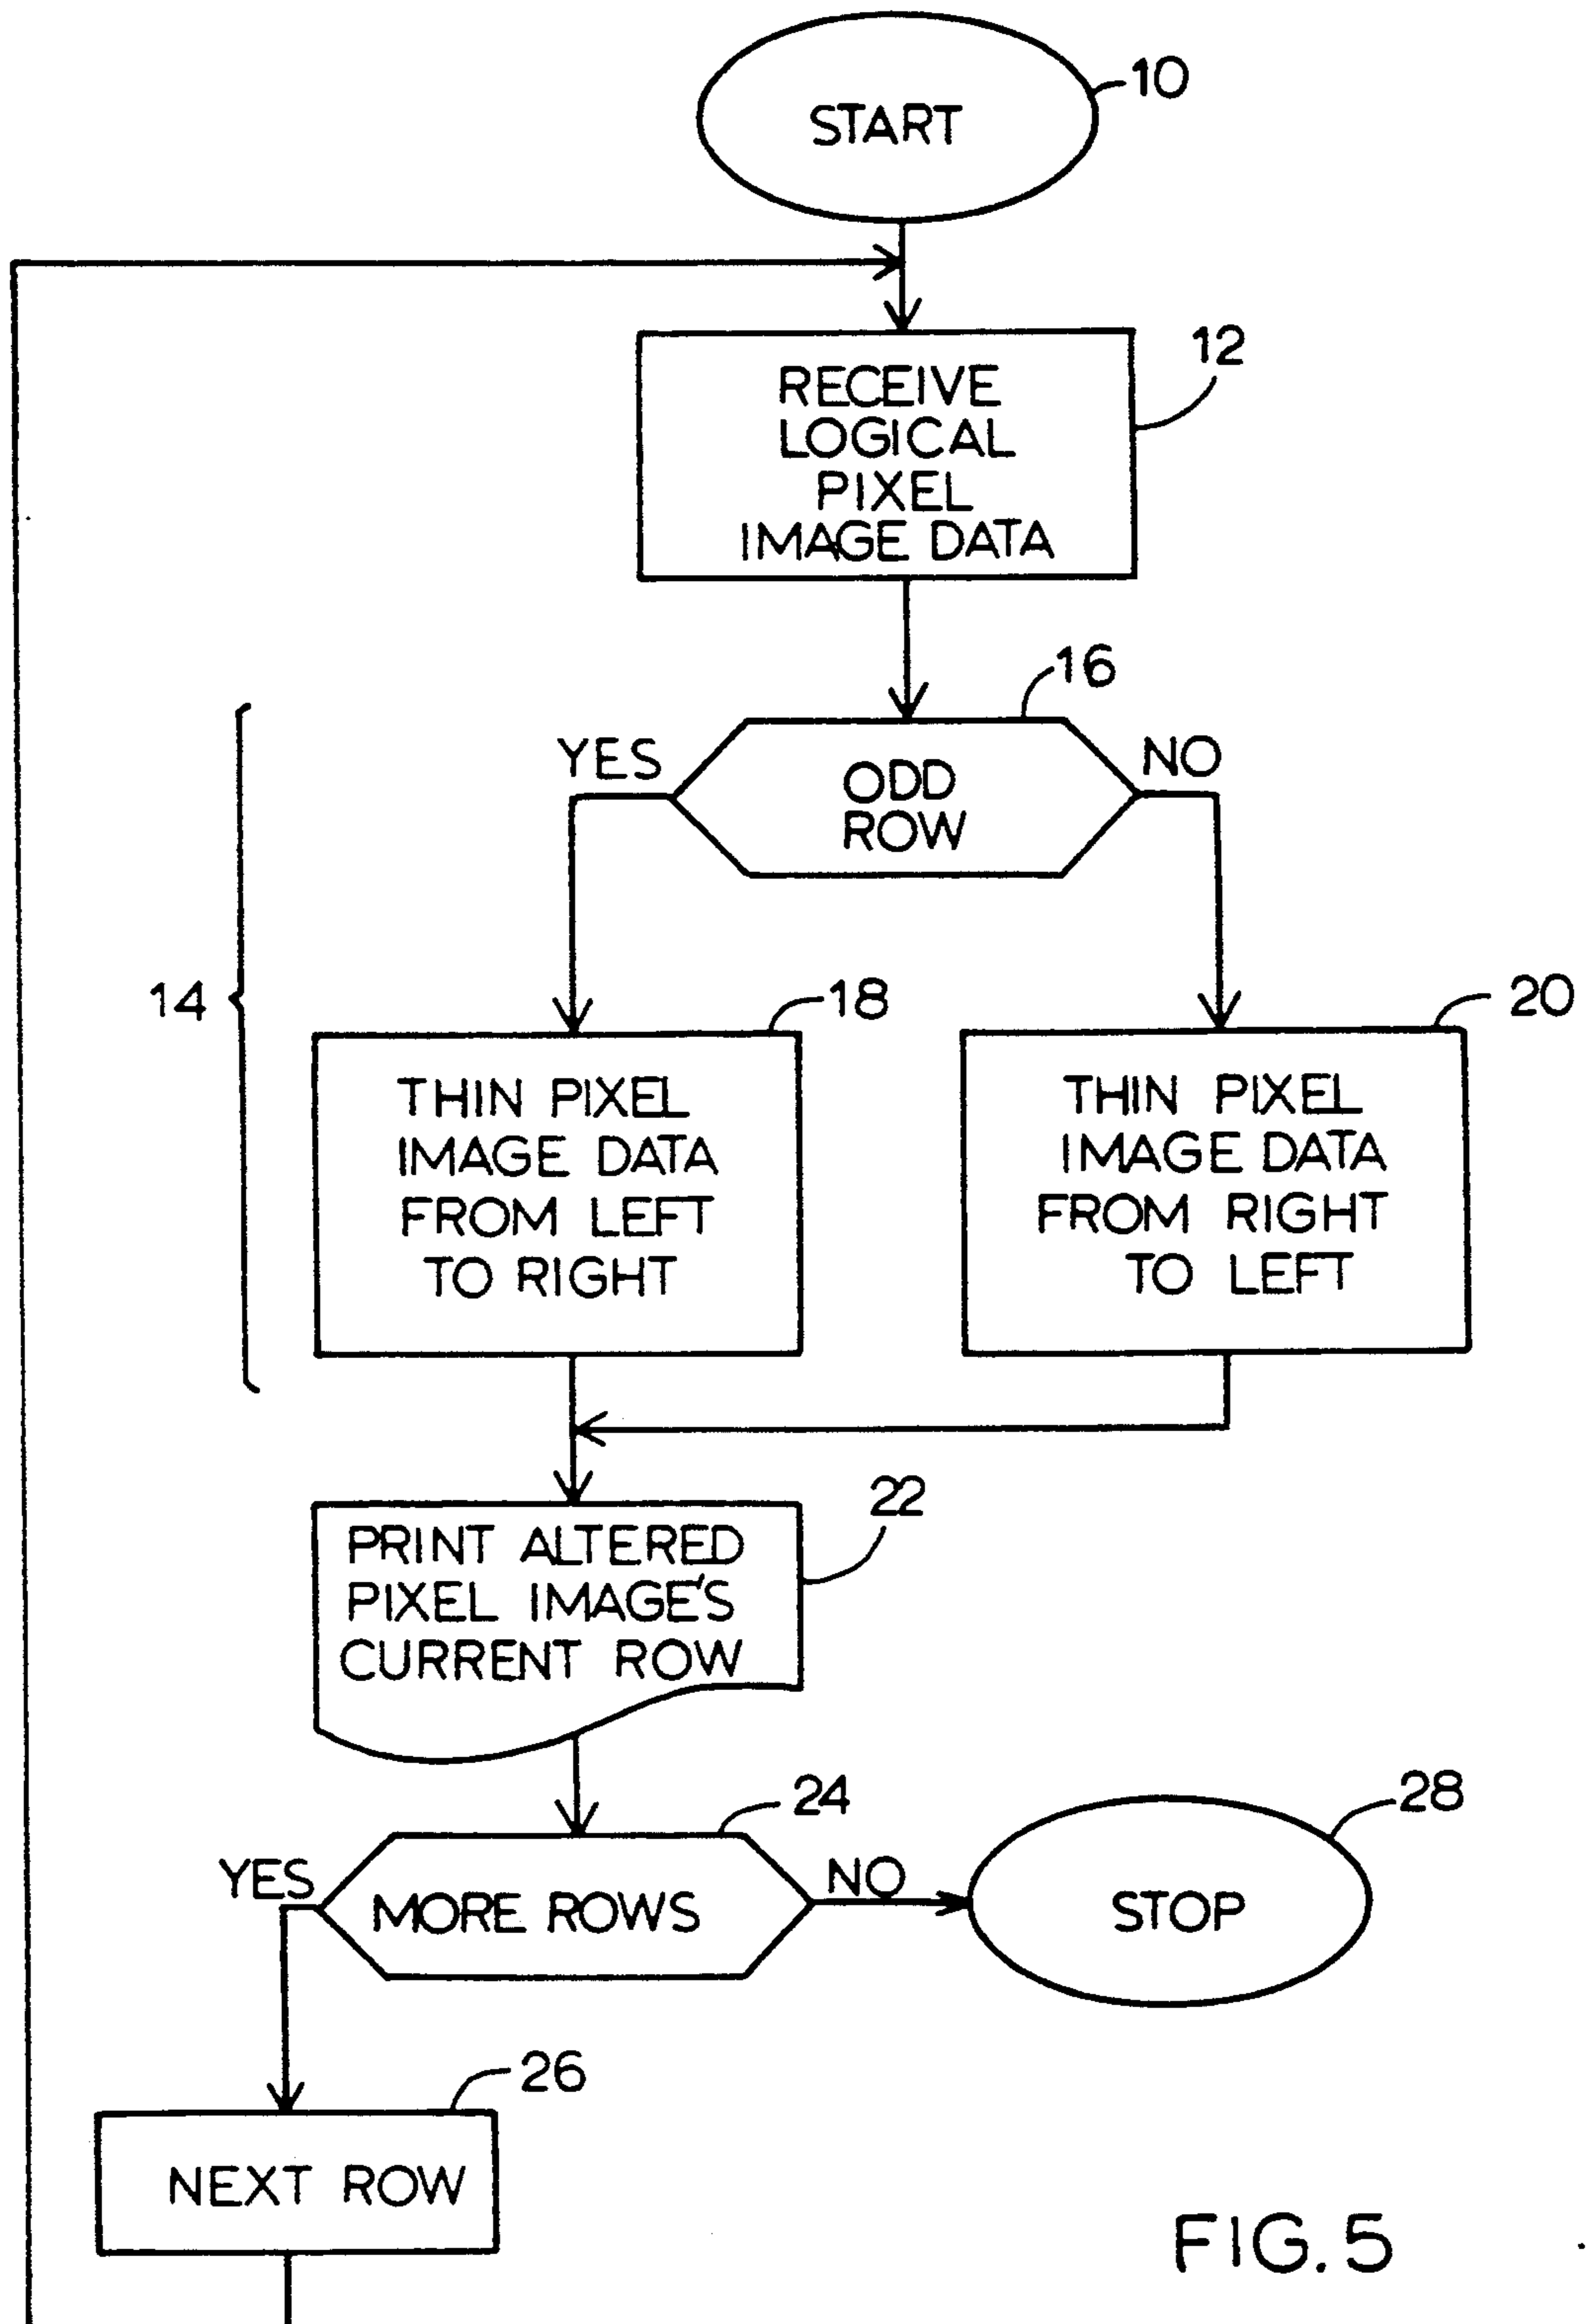 10
START
12
RECEIVE
LOGICAL
PIXEL
IMAGE DATA
16
YES
NO
ODD
ROW
14
18
20
THIN PIXEL
IMAGE DATA
FROM LEFT
TO RIGHT
THIN PIXEL
IMAGE DATA
FROM RIGHT
TO LEFT
22
PRINT ALTERED
PIXEL IMAGE'S
CURRENT ROW
24
28
YES
NO
MORE ROWS
STOP
26
NEXT ROW
FIG. 5